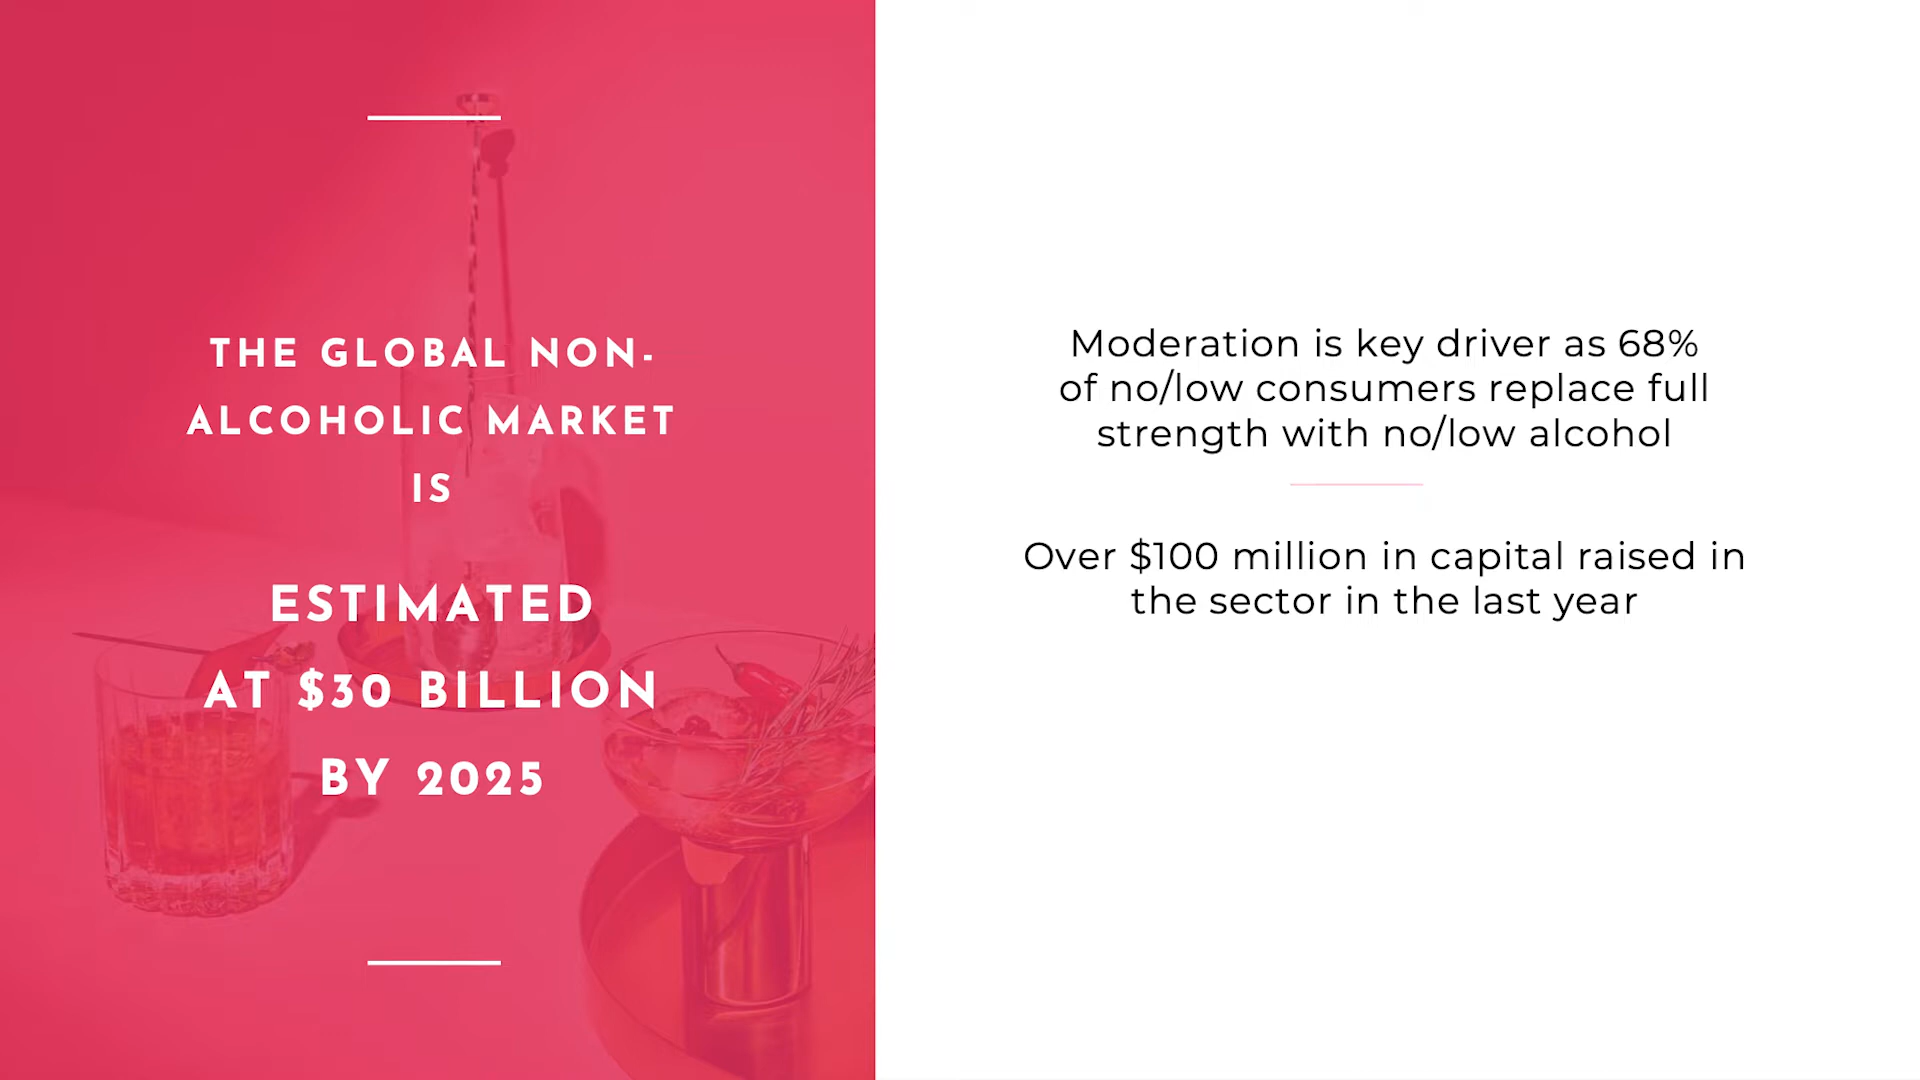 THE GLOBAL NON-
ALCOHOLIC MARKET
IS
ESTIMATED
AT $30 BILLION
BY 2025
Moderation is key driver as 68%
of no/low consumers replace full
strength with no/low alcohol
Over $100 million in capital raised in
the sector in the last year